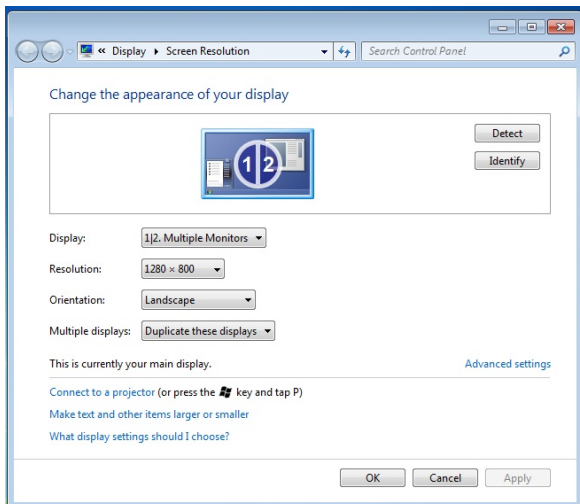 « Display ▸ Screen Resolution
Search Control Panel
Change the appearance of your display
1|2
Detect
Identify
Display: 1|2. Multiple Monitors
Resolution: 1280 × 800
Orientation: Landscape
Multiple displays: Duplicate these displays
This is currently your main display.
Advanced settings
Connect to a projector (or press the key and tap P)
Make text and other items larger or smaller
What display settings should I choose?
OK Cancel Apply